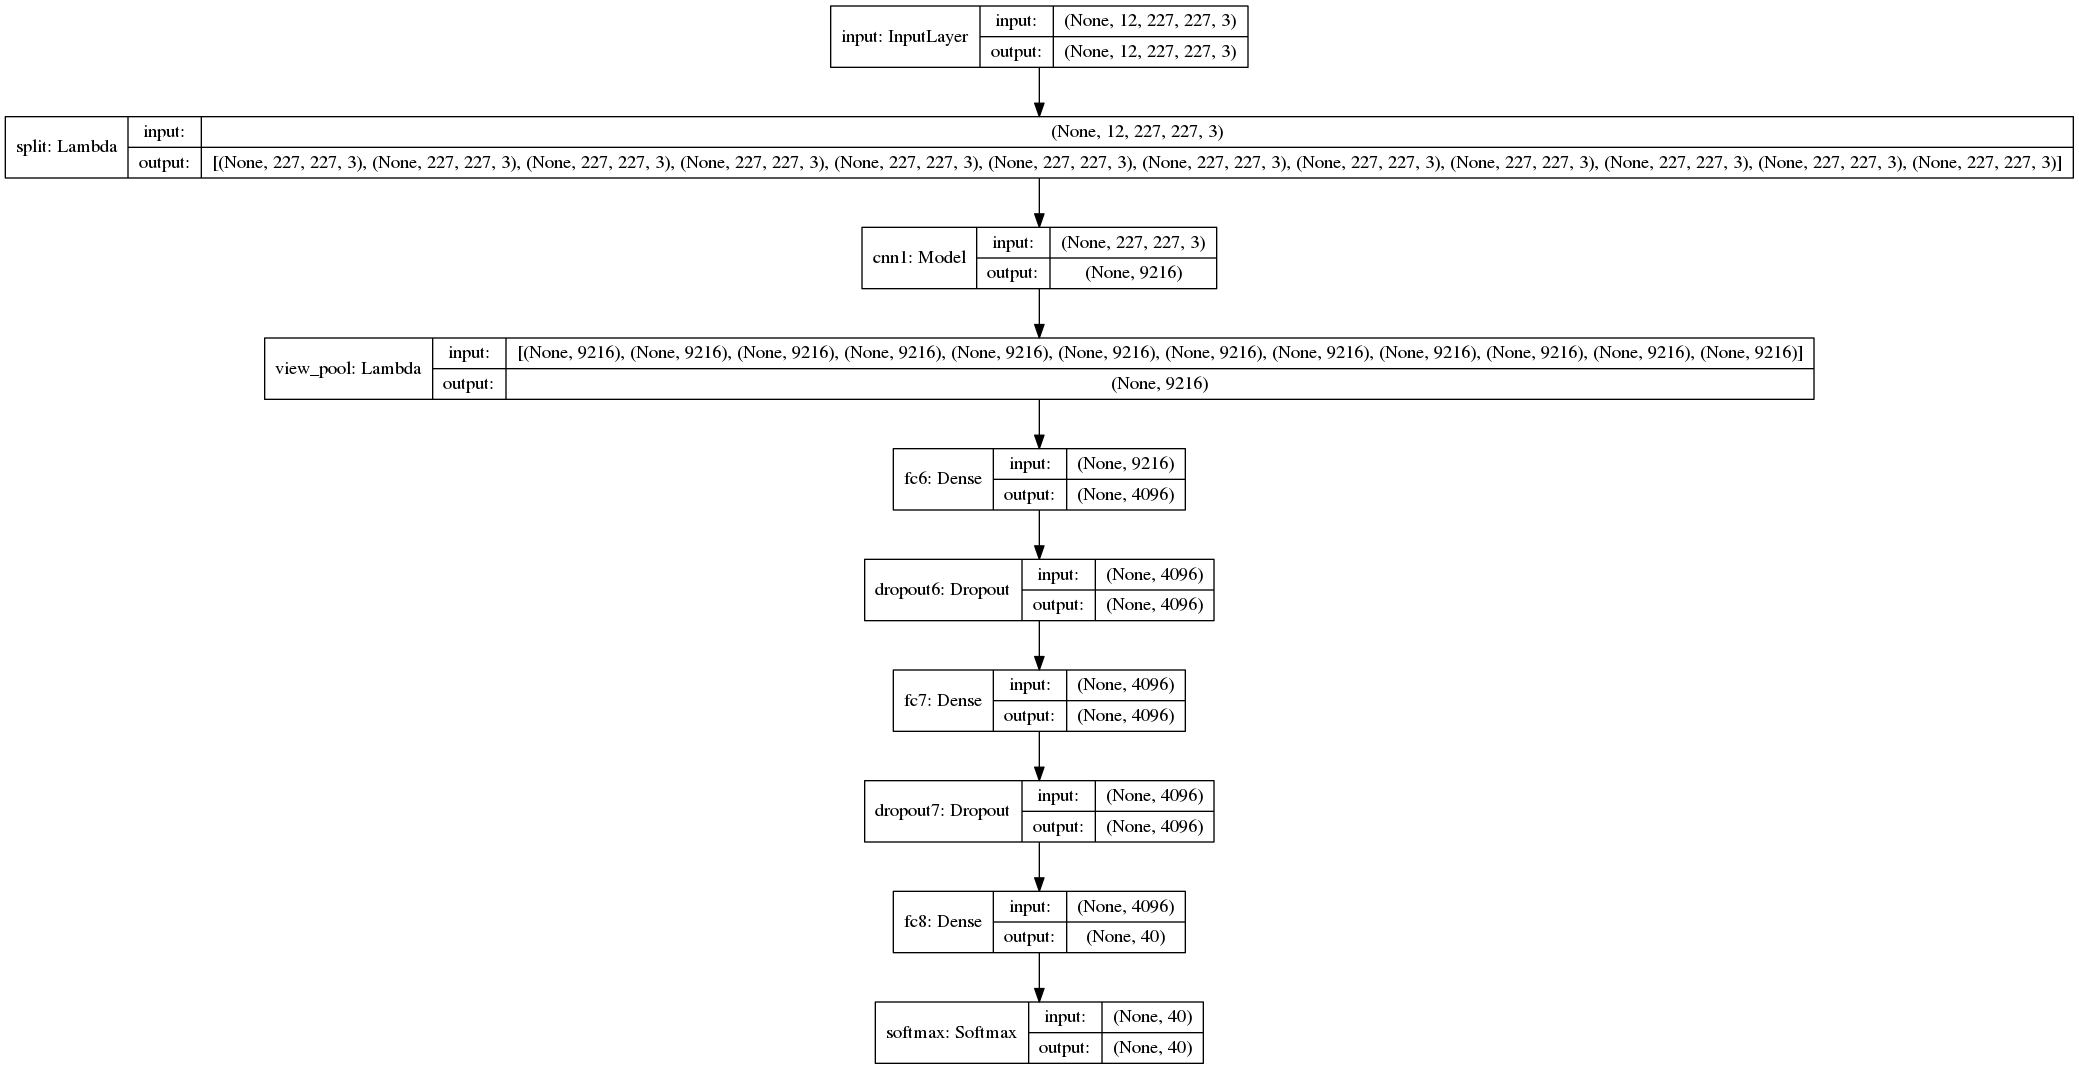 input: InputLayer
input: (None, 12, 227, 227, 3)
output: (None, 12, 227, 227, 3)
split: Lambda
input: (None, 12, 227, 227, 3)
output: [(None, 227, 227, 3), (None, 227, 227, 3), (None, 227, 227, 3), (None, 227, 227, 3), (None, 227, 227, 3), (None, 227, 227, 3), (None, 227, 227, 3), (None, 227, 227, 3), (None, 227, 227, 3), (None, 227, 227, 3), (None, 227, 227, 3), (None, 227, 227, 3)]
cnn1: Model
input: (None, 227, 227, 3)
output: (None, 9216)
view_pool: Lambda
input: [(None, 9216), (None, 9216), (None, 9216), (None, 9216), (None, 9216), (None, 9216), (None, 9216), (None, 9216), (None, 9216), (None, 9216), (None, 9216), (None, 9216)]
output: (None, 9216)
fc6: Dense
input: (None, 9216)
output: (None, 4096)
dropout6: Dropout
input: (None, 4096)
output: (None, 4096)
fc7: Dense
input: (None, 4096)
output: (None, 4096)
dropout7: Dropout
input: (None, 4096)
output: (None, 4096)
fc8: Dense
input: (None, 4096)
output: (None, 40)
softmax: Softmax
input: (None, 40)
output: (None, 40)